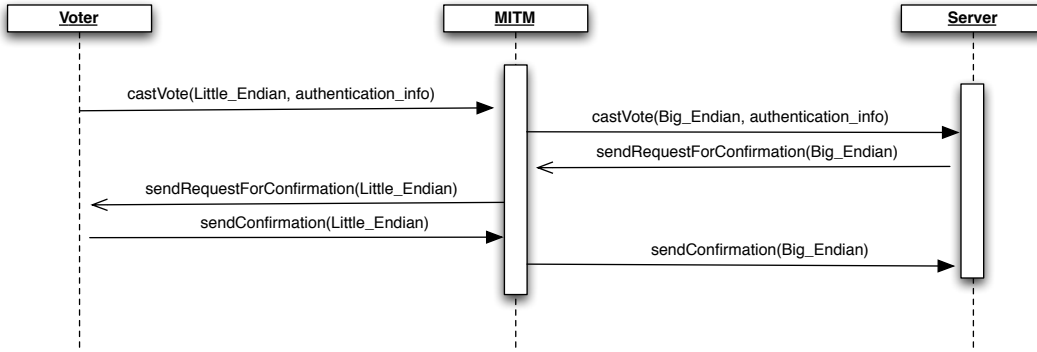 Voter
MITM
Server
castVote(Little_Endian, authentication_info)
castVote(Big_Endian, authentication_info)
sendRequestForConfirmation(Big_Endian)
sendRequestForConfirmation(Little_Endian)
sendConfirmation(Little_Endian)
sendConfirmation(Big_Endian)